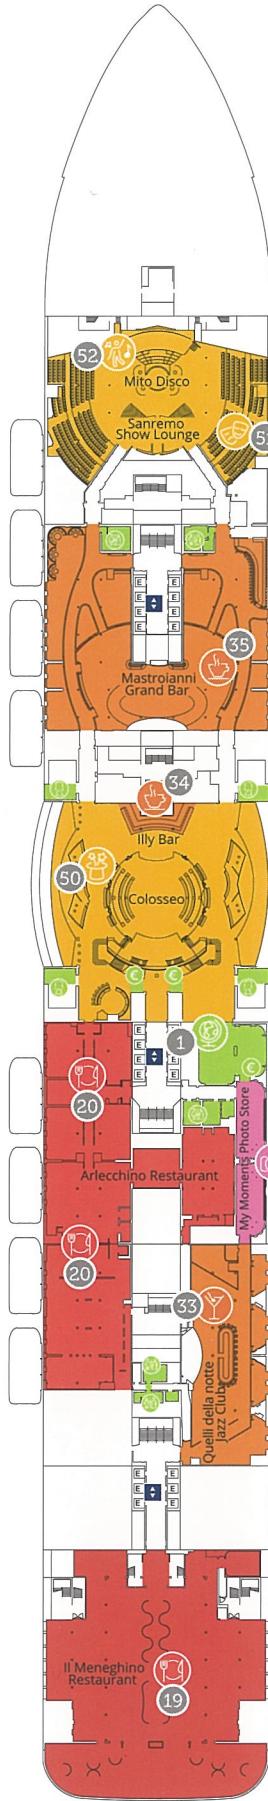 52
Mito Disco
Sanremo
Show Lounge
35
Mastroianni
Grand Bar
E E
E E
E E
E E
34
Illy Bar
50
Colosseo
€ €
1
E E
E E
E E
E E
€
20
My Moments Photo Store
Arlecchino Restaurant
20
33
Quelli della notte
Jazz Club
E E
E E
E E
Il Meneghino
Restaurant
19